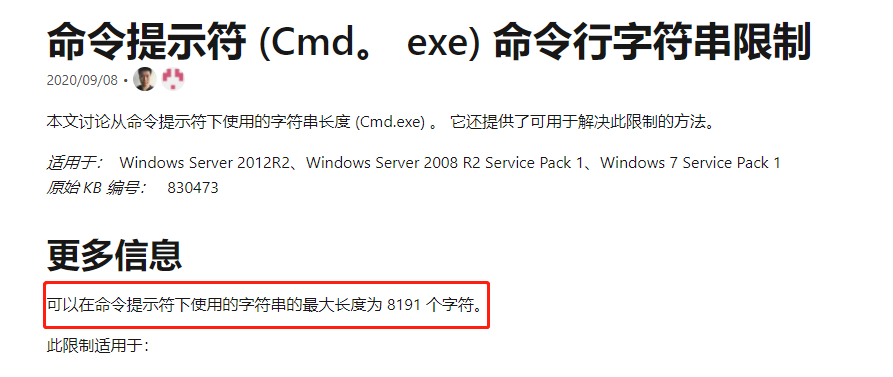 命令提示符 (Cmd。 exe) 命令行字符串限制
2020/09/08 •
本文讨论从命令提示符下使用的字符串长度 (Cmd.exe) 。 它还提供了可用于解决此限制的方法。
适用于： Windows Server 2012R2、Windows Server 2008 R2 Service Pack 1、Windows 7 Service Pack 1
原始 KB 编号： 830473
更多信息
可以在命令提示符下使用的字符串的最大长度为 8191 个字符。
此限制适用于：